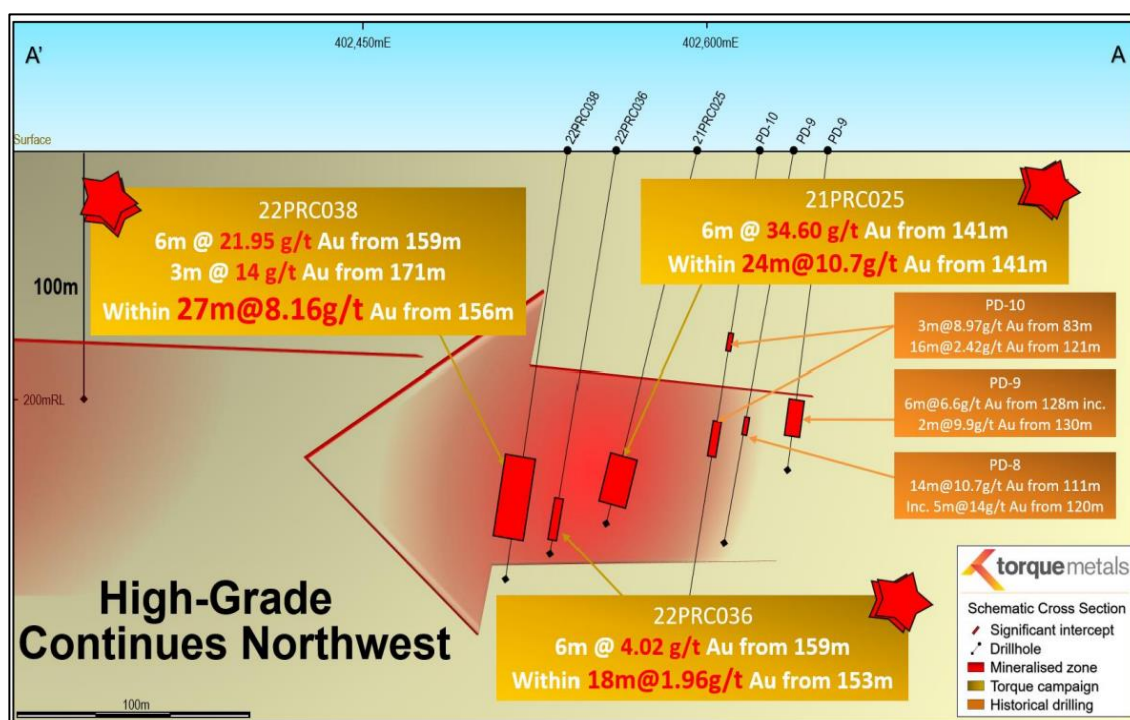 A'
402,450mE
402,600mE
A
22PRC038
22PRC036
21PRC025
PD-10
PD-9
PD-9
Surface
22PRC038
6m @ 21.95 g/t Au from 159m
3m @ 14 g/t Au from 171m
Within 27m@8.16g/t Au from 156m
21PRC025
6m @ 34.60 g/t Au from 141m
Within 24m@10.7g/t Au from 141m
100m
200mRL
PD-10
3m@8.97g/t Au from 83m
16m@2.42g/t Au from 121m
PD-9
6m@6.6g/t Au from 128m inc.
2m@9.9g/t Au from 130m
PD-8
14m@10.7g/t Au from 111m
Inc. 5m@14g/t Au from 120m
High-Grade
Continues Northwest
22PRC036
6m @ 4.02 g/t Au from 159m
Within 18m@1.96g/t Au from 153m
100m
torquemetals
Schematic Cross Section
Significant intercept
Drillhole
Mineralised zone
Torque campaign
Historical drilling